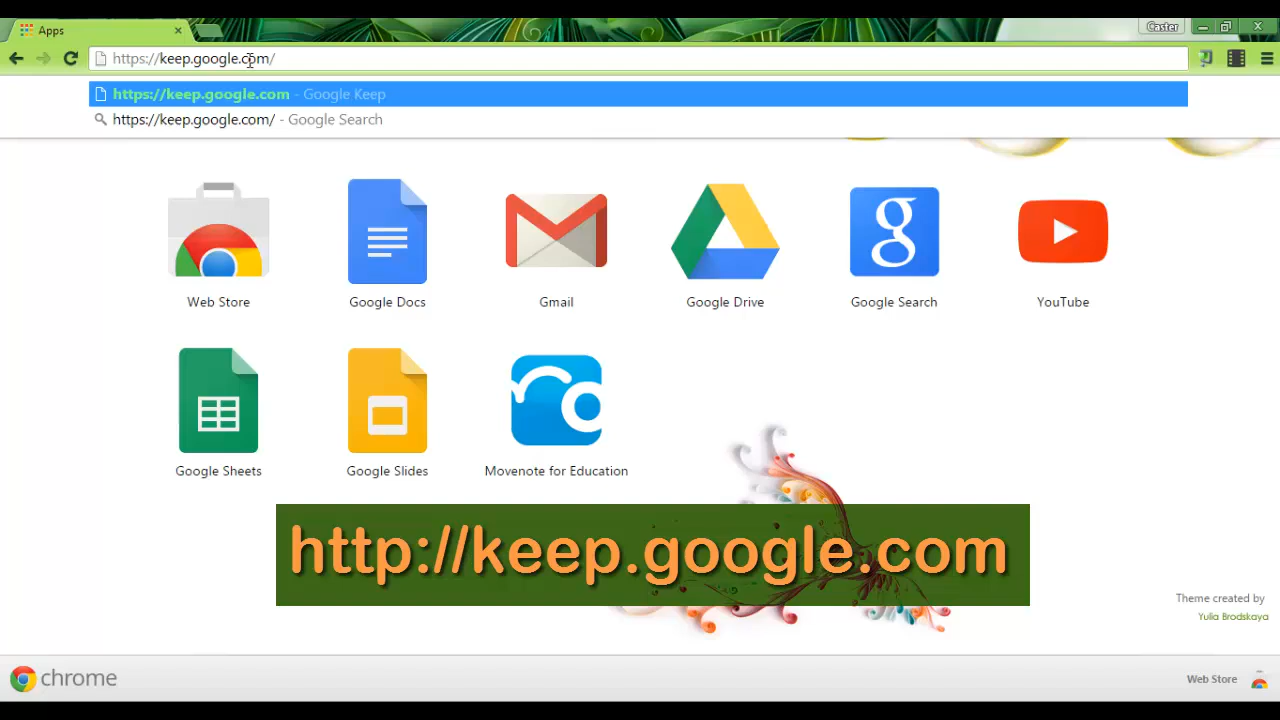 Apps
Caster
https://keep.google.com/
https://keep.google.com - Google Keep
https://keep.google.com/ - Google Search
Web Store
Google Docs
Gmail
Google Drive
Google Search
YouTube
Google Sheets
Google Slides
Movenote for Education
http://keep.google.com
Theme created by
Yulia Brodskaya
chrome
Web Store